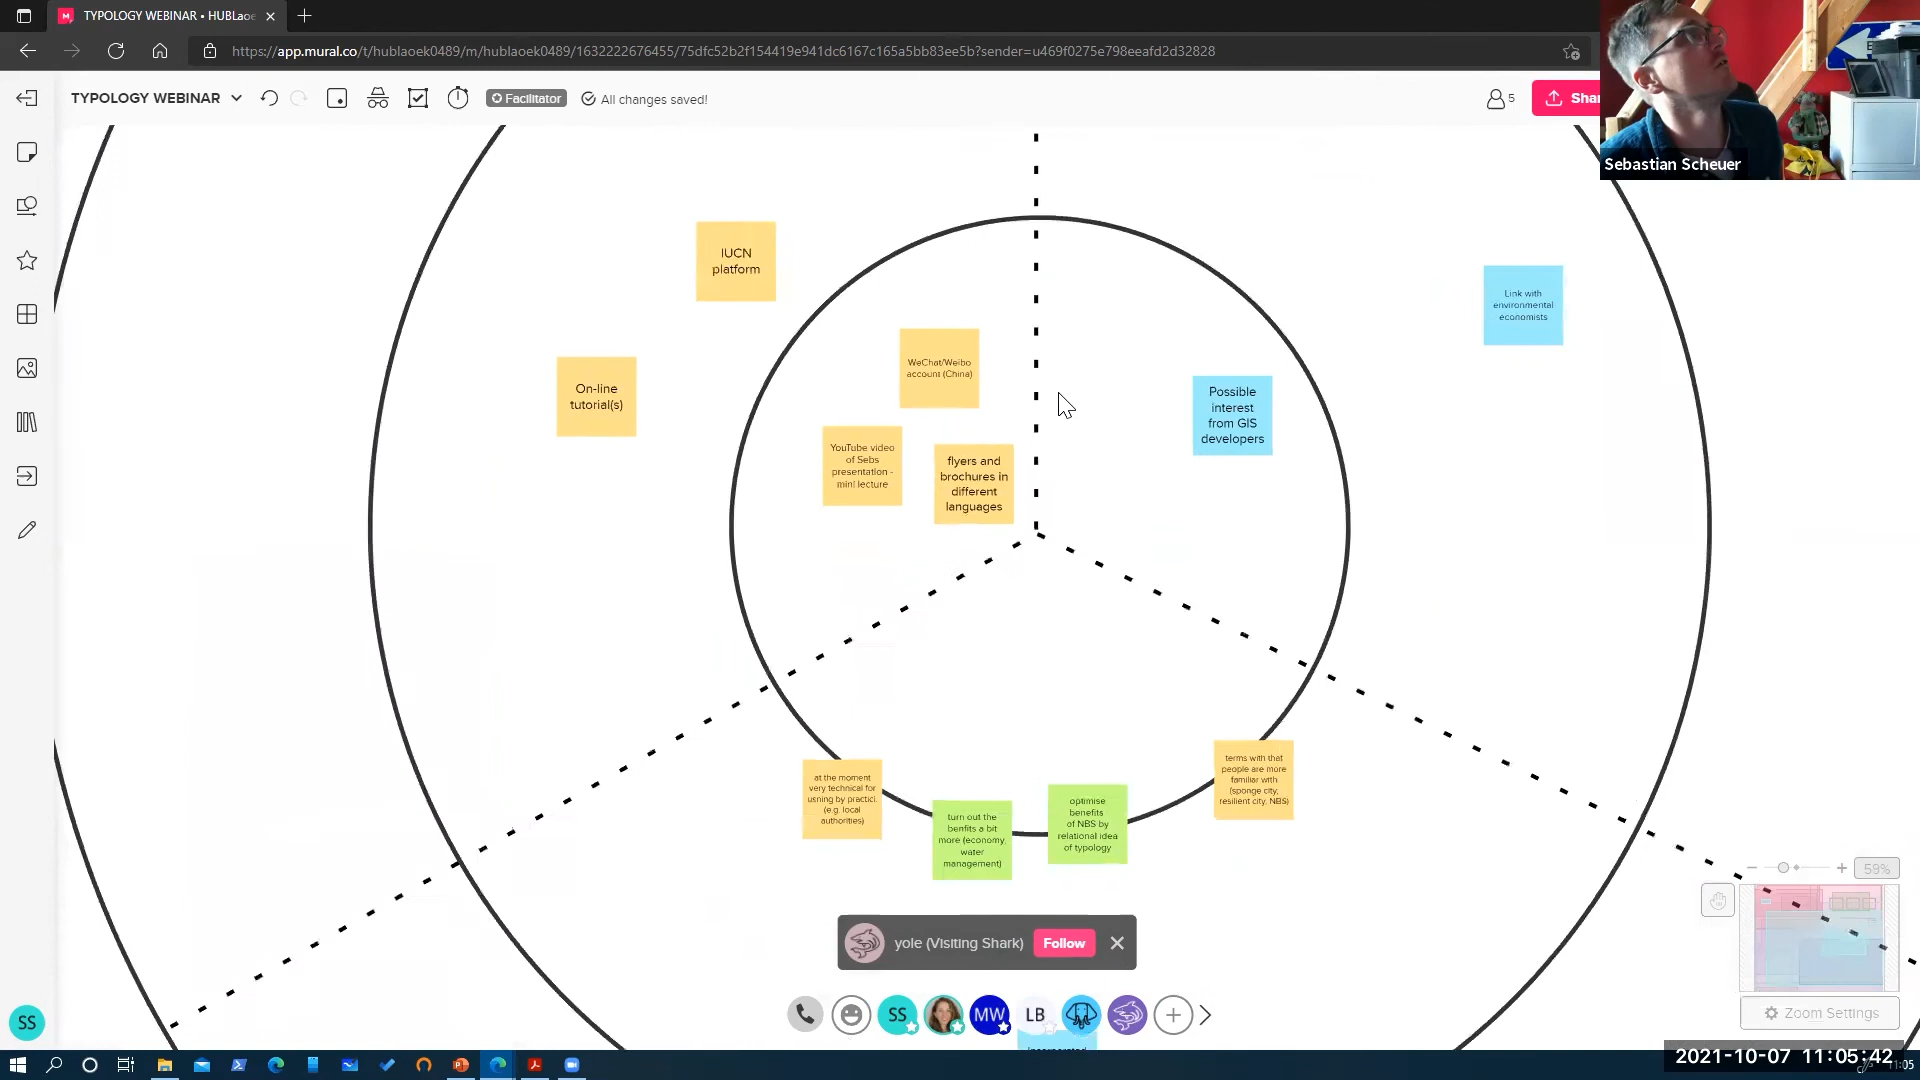 TYPOLOGY WEBINAR • HUBLaoe
https://app.mural.co/t/hublaoek0489/m/hublaoek0489/1632222676455/75dfc52b2f154419e941dc6167c165a5bb83ee5b?sender=u469f0275e798eeafd2d32828
TYPOLOGY WEBINAR
Facilitator
All changes saved!
5
Shar
Sebastian Scheuer
IUCN
platform
Link with
environmental
economists
WeChat/Weibo
account (China)
On-line
tutorial(s)
Possible
interest
from GIS
developers
YouTube video
of Sebs
presentation -
mini lecture
flyers and
brochures in
different
languages
at the moment
very technical for
usning by practici.
(e.g. local
authorities)
turn out the
benfits a bit
more (economy,
water
management)
optimise
benefits
of NBS by
relational idea
of typology
terms with that
people are more
familiar with
(sponge city,
resilient city, NBS)
59%
yole (Visiting Shark)
Follow
SS
MW
LB
Zoom Settings
SS
2021-10-07 11:05:42
11:05